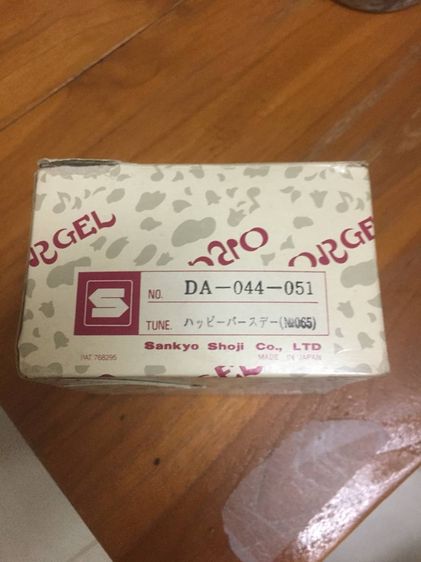 ORGEL
ORGEL
NO. DA-044-051
TUNE. ハッピーバースデー(№065)
Sankyo Shoji Co., LTD
PAT. 768295
MADE IN JAPAN